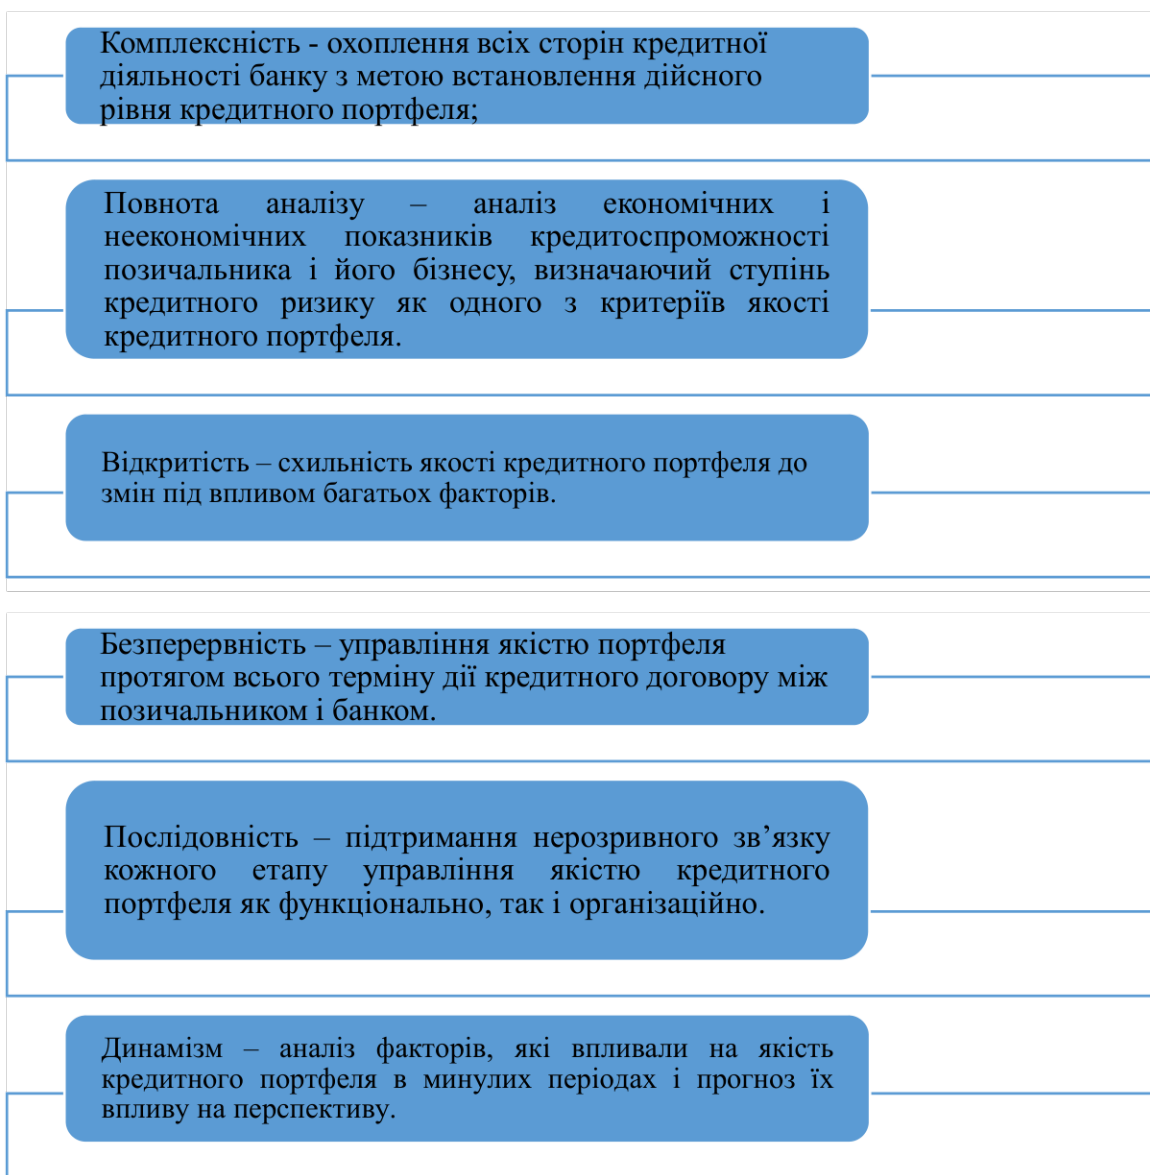 Комплексність - охоплення всіх сторін кредитної
діяльності банку з метою встановлення дійсного
рівня кредитного портфеля;
Повнота аналізу – аналіз економічних і
неекономічних показників кредитоспроможності
позичальника і його бізнесу, визначаючий ступінь
кредитного ризику як одного з критеріїв якості
кредитного портфеля.
Відкритість – схильність якості кредитного портфеля до
змін під впливом багатьох факторів.
Безперервність – управління якістю портфеля
протягом всього терміну дії кредитного договору між
позичальником і банком.
Послідовність – підтримання нерозривного зв’язку
кожного етапу управління якістю кредитного
портфеля як функціонально, так і організаційно.
Динамізм – аналіз факторів, які впливали на якість
кредитного портфеля в минулих періодах і прогноз їх
впливу на перспективу.